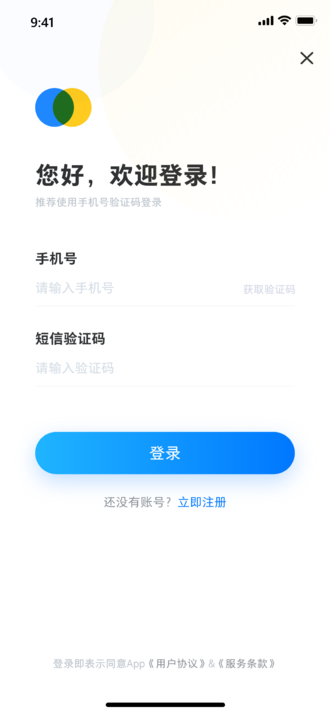 9:41
您好，欢迎登录！
推荐使用手机号验证码登录
手机号
请输入手机号 获取验证码
短信验证码
请输入验证码
登录
还没有账号？立即注册
登录即表示同意App《用户协议》&《服务条款》